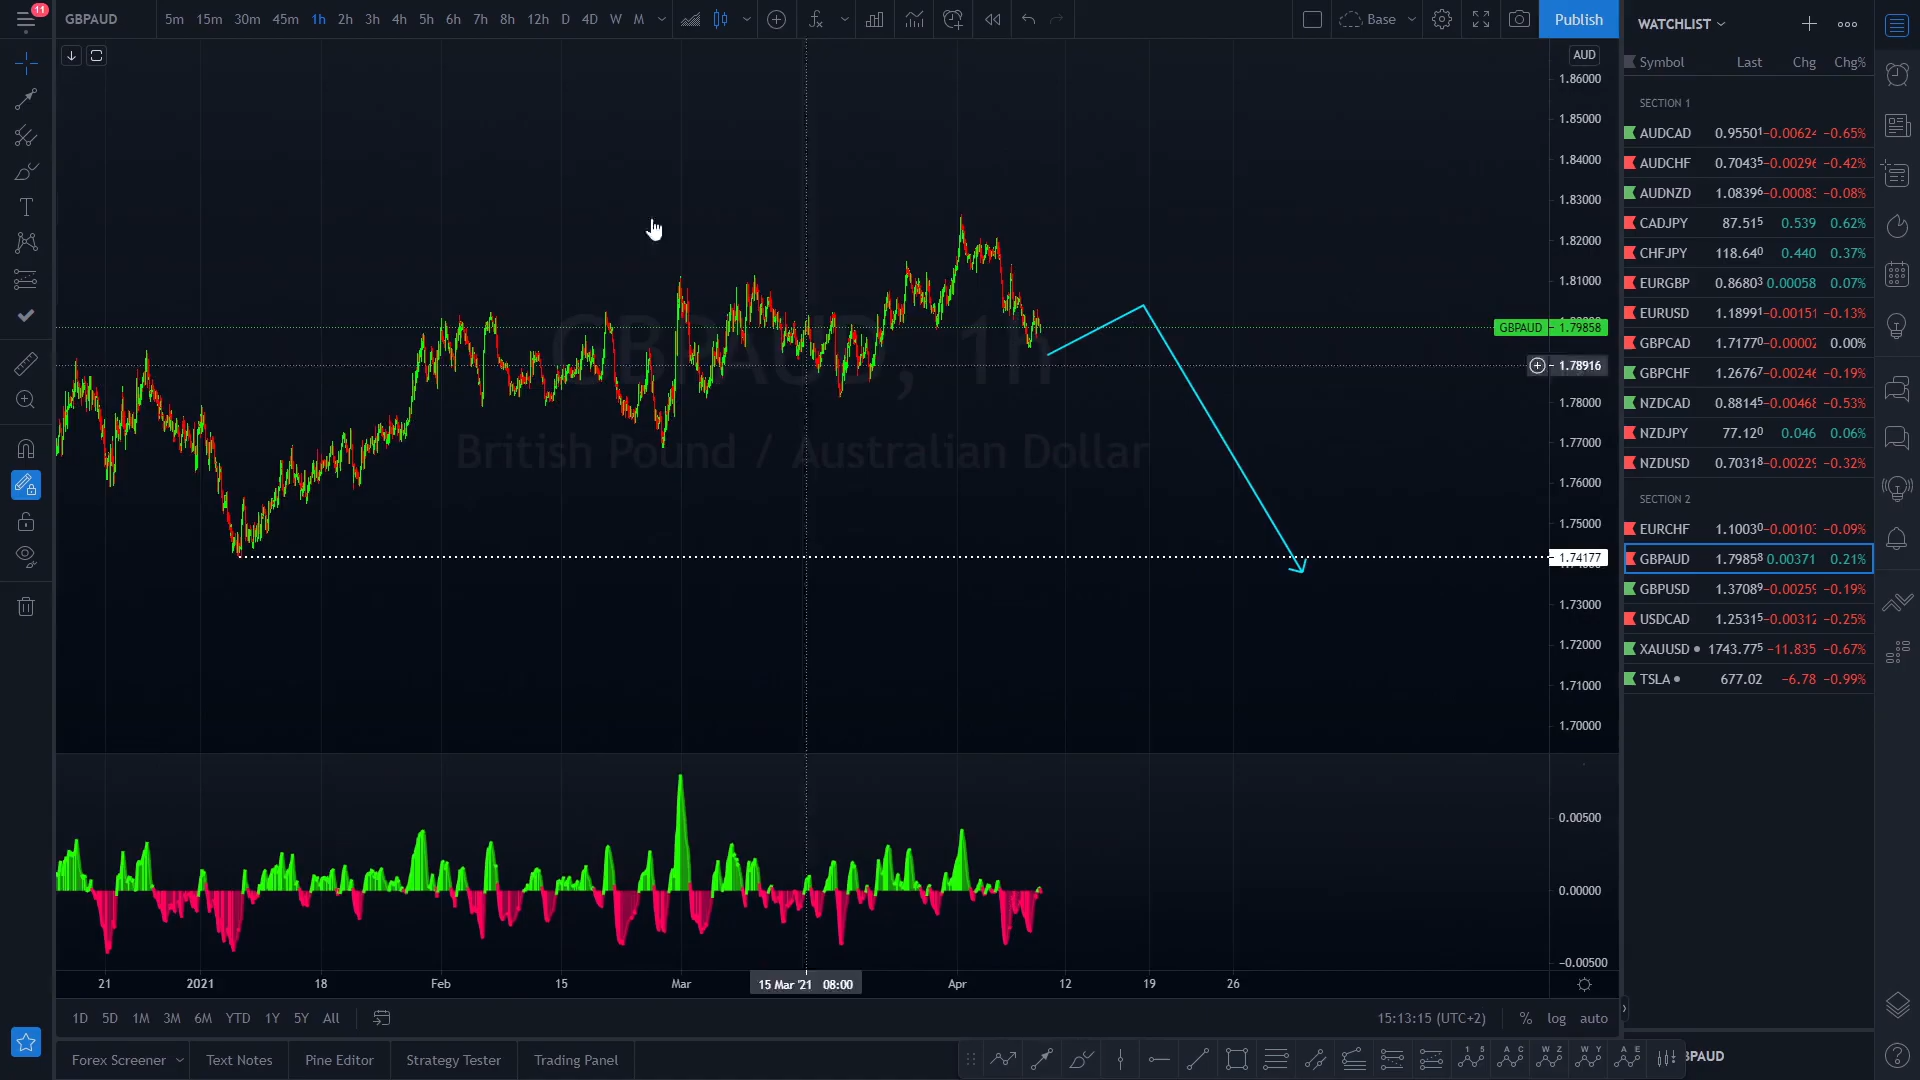 11
GBPAUD 5m 15m 30m 45m 1h 2h 3h 4h 5h 6h 7h 8h 12h D 4D W M Base Publish
AUD
1.86000
1.85000
1.84000
1.83000
1.82000
1.81000
GBPAUD 1.79858
1.78916
1.78000
1.77000
1.76000
1.75000
1.74177
1.73000
1.72000
1.71000
1.70000
GBPAUD, 1h
British Pound / Australian Dollar
0.00500
0.00000
−0.00500
21 2021 18 Feb 15 Mar 15 Mar '21 08:00 Apr 12 19 26
1D 5D 1M 3M 6M YTD 1Y 5Y All 15:13:15 (UTC+2) % log auto
Forex Screener Text Notes Pine Editor Strategy Tester Trading Panel
WATCHLIST
Symbol Last Chg Chg%
SECTION 1
AUDCAD 0.95501 −0.00624 −0.65%
AUDCHF 0.70435 −0.00296 −0.42%
AUDNZD 1.08396 −0.00083 −0.08%
CADJPY 87.515 0.539 0.62%
CHFJPY 118.640 0.440 0.37%
EURGBP 0.86803 0.00058 0.07%
EURUSD 1.18991 −0.00151 −0.13%
GBPCAD 1.71770 −0.00002 0.00%
GBPCHF 1.26767 −0.00246 −0.19%
NZDCAD 0.88145 −0.00468 −0.53%
NZDJPY 77.120 0.046 0.06%
NZDUSD 0.70318 −0.00229 −0.32%
SECTION 2
EURCHF 1.10030 −0.00103 −0.09%
GBPAUD 1.79858 0.00371 0.21%
GBPUSD 1.37089 −0.00259 −0.19%
USDCAD 1.25315 −0.00312 −0.25%
XAUUSD 1743.775 −11.835 −0.67%
TSLA 677.02 −6.78 −0.99%
BPAUD